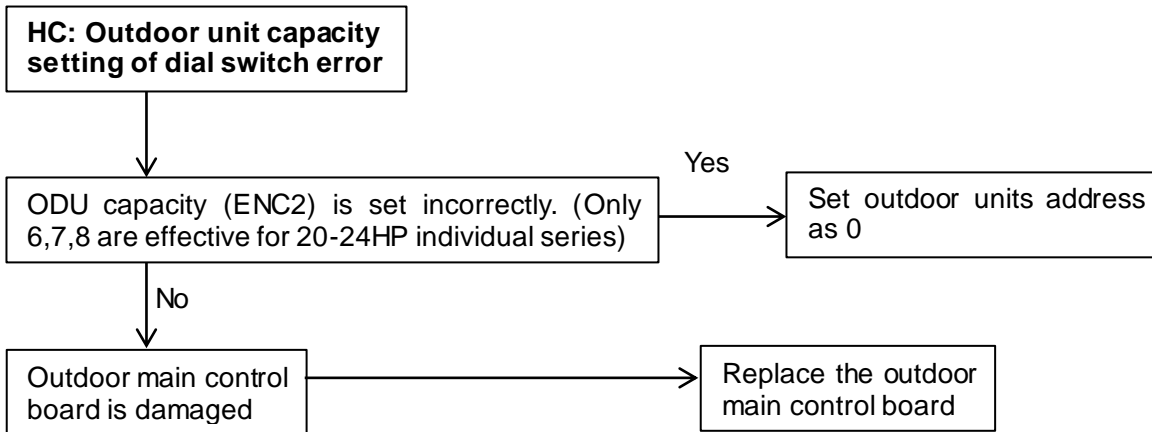 HC: Outdoor unit capacity
setting of dial switch error
Yes
ODU capacity (ENC2) is set incorrectly. (Only
6,7,8 are effective for 20-24HP individual series)
Set outdoor units address
as 0
No
Outdoor main control
board is damaged
Replace the outdoor
main control board